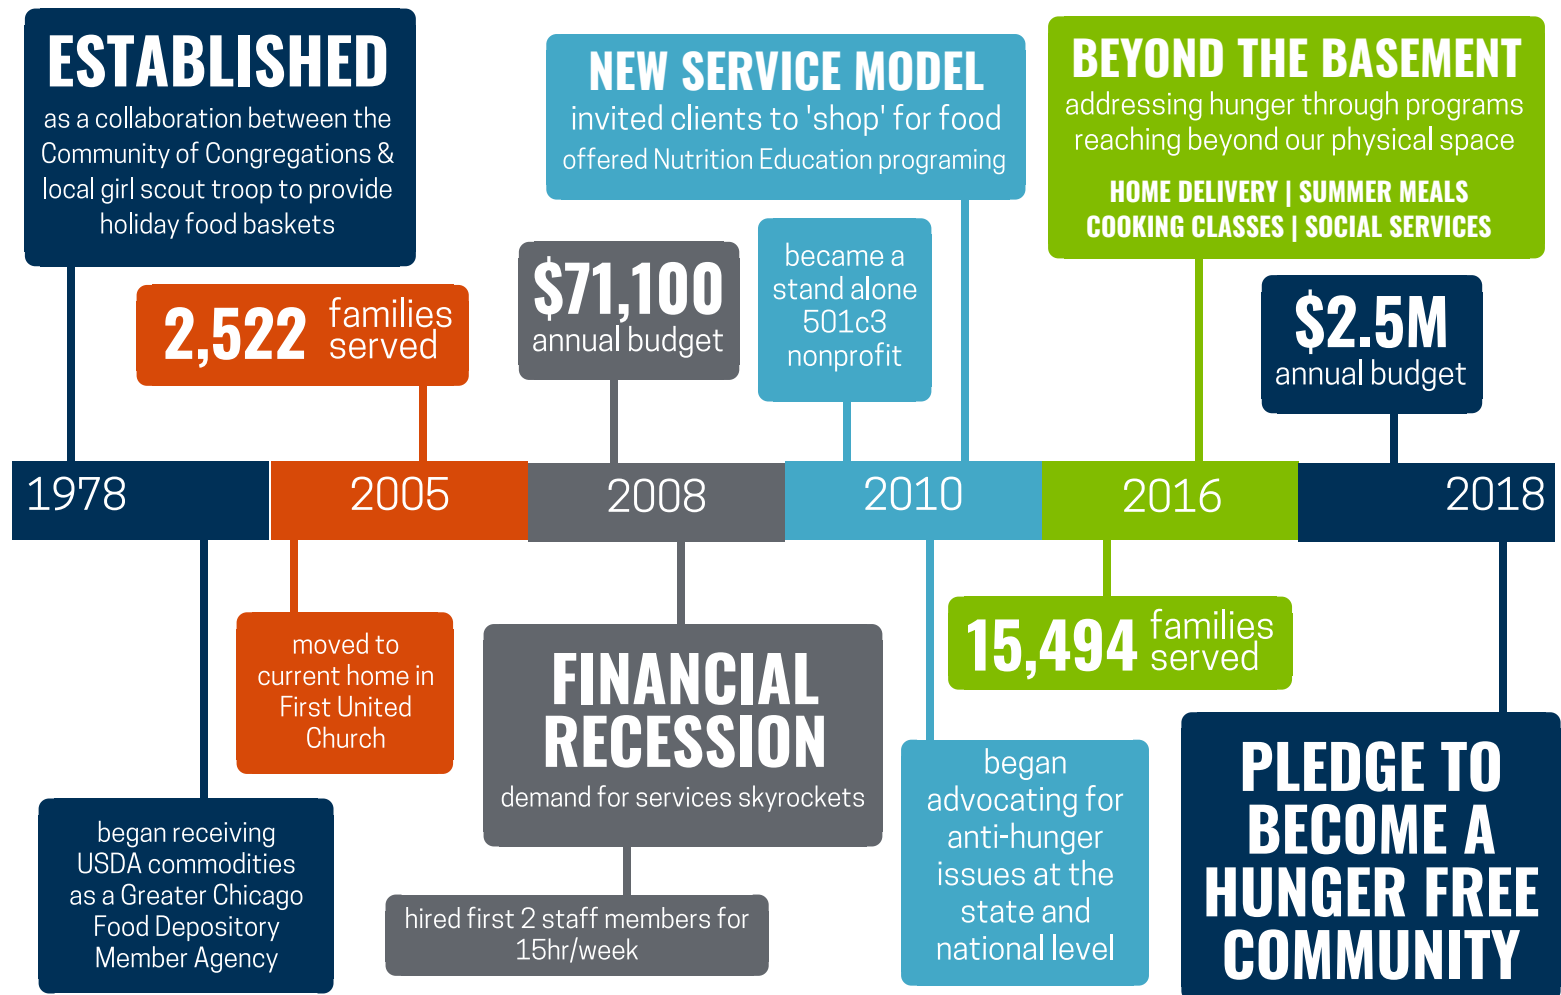 ESTABLISHED
as a collaboration between the
Community of Congregations &
local girl scout troop to provide
holiday food baskets
NEW SERVICE MODEL
invited clients to 'shop' for food
offered Nutrition Education programing
BEYOND THE BASEMENT
addressing hunger through programs
reaching beyond our physical space
HOME DELIVERY | SUMMER MEALS
COOKING CLASSES | SOCIAL SERVICES
2,522 families
served
$71,100
annual budget
became a
stand alone
501c3
nonprofit
$2.5M
annual budget
1978
2005
2008
2010
2016
2018
moved to
current home in
First United
Church
began receiving
USDA commodities
as a Greater Chicago
Food Depository
Member Agency
FINANCIAL
RECESSION
demand for services skyrockets
hired first 2 staff members for
15hr/week
15,494 families
served
began
advocating for
anti-hunger
issues at the
state and
national level
PLEDGE TO
BECOME A
HUNGER FREE
COMMUNITY